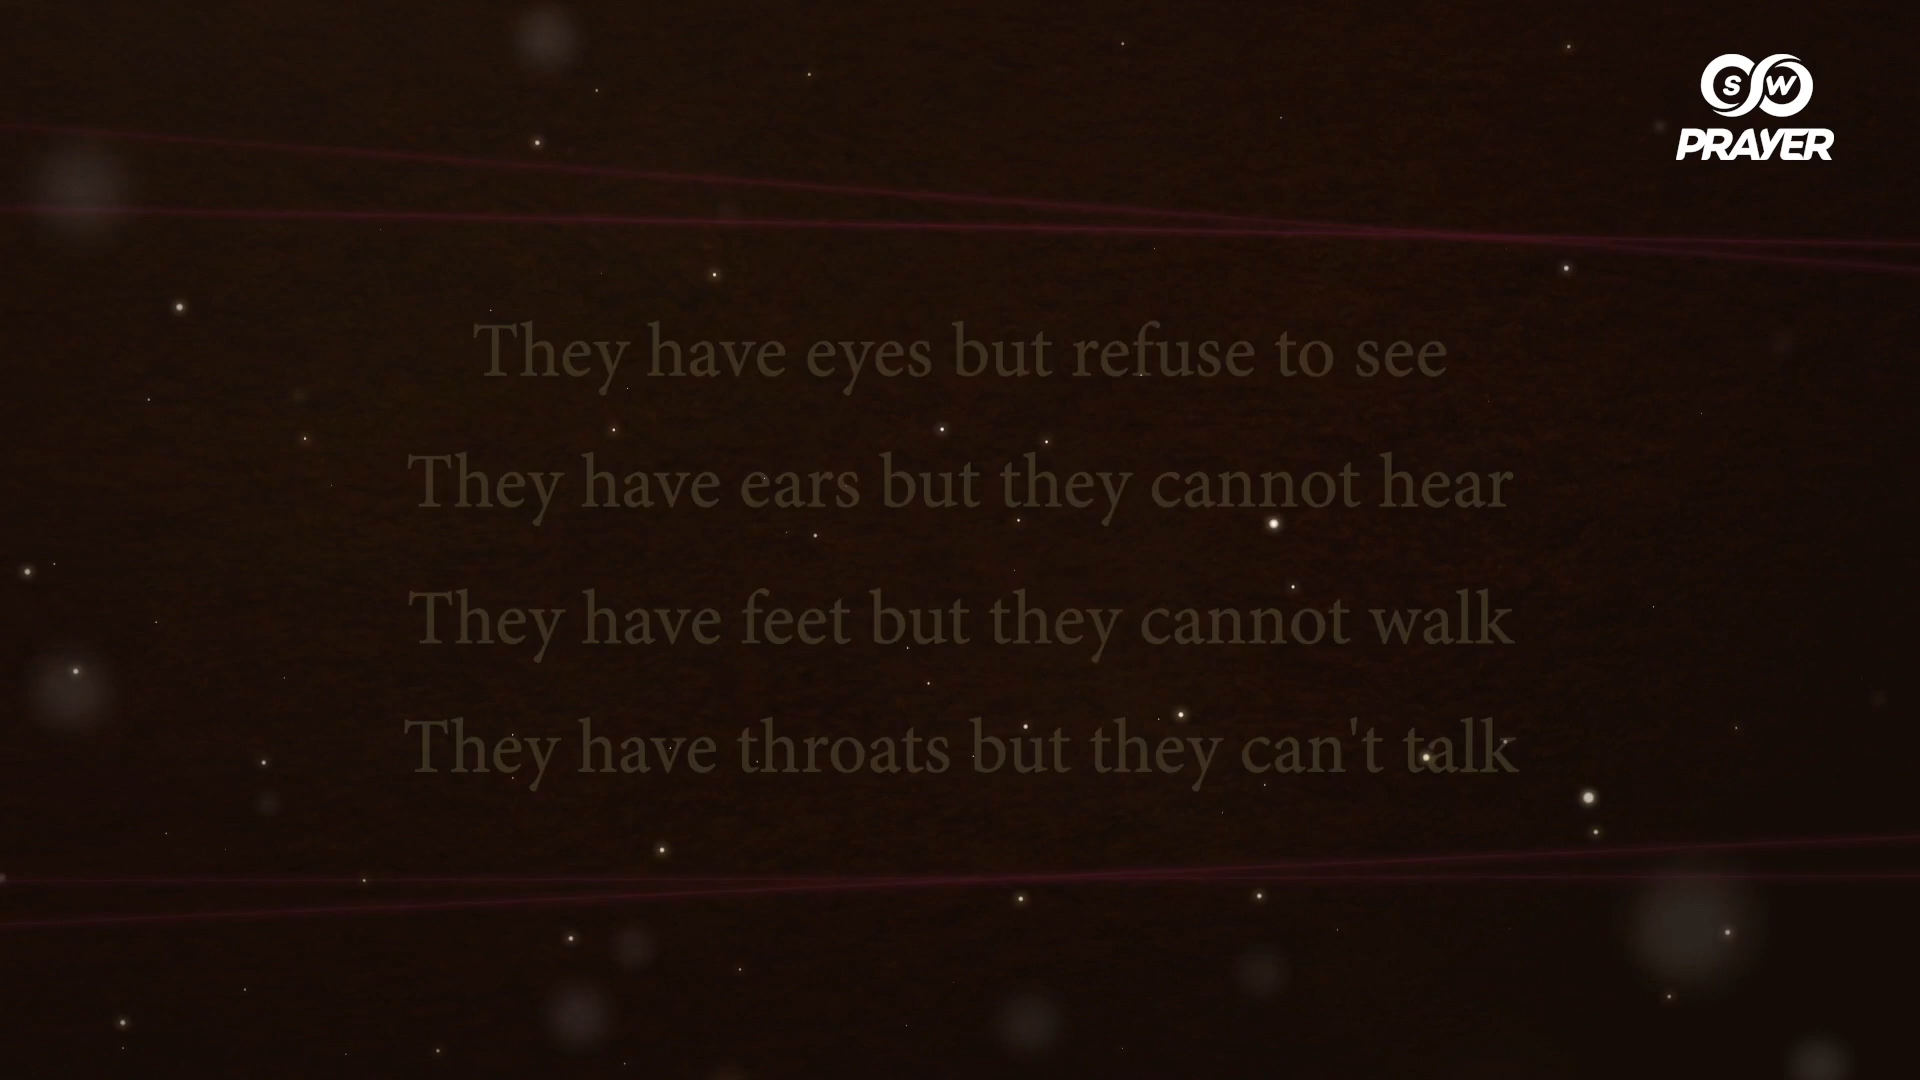 S W
PRAYER
They have eyes but refuse to see
They have ears but they cannot hear
They have feet but they cannot walk
They have throats but they can't talk